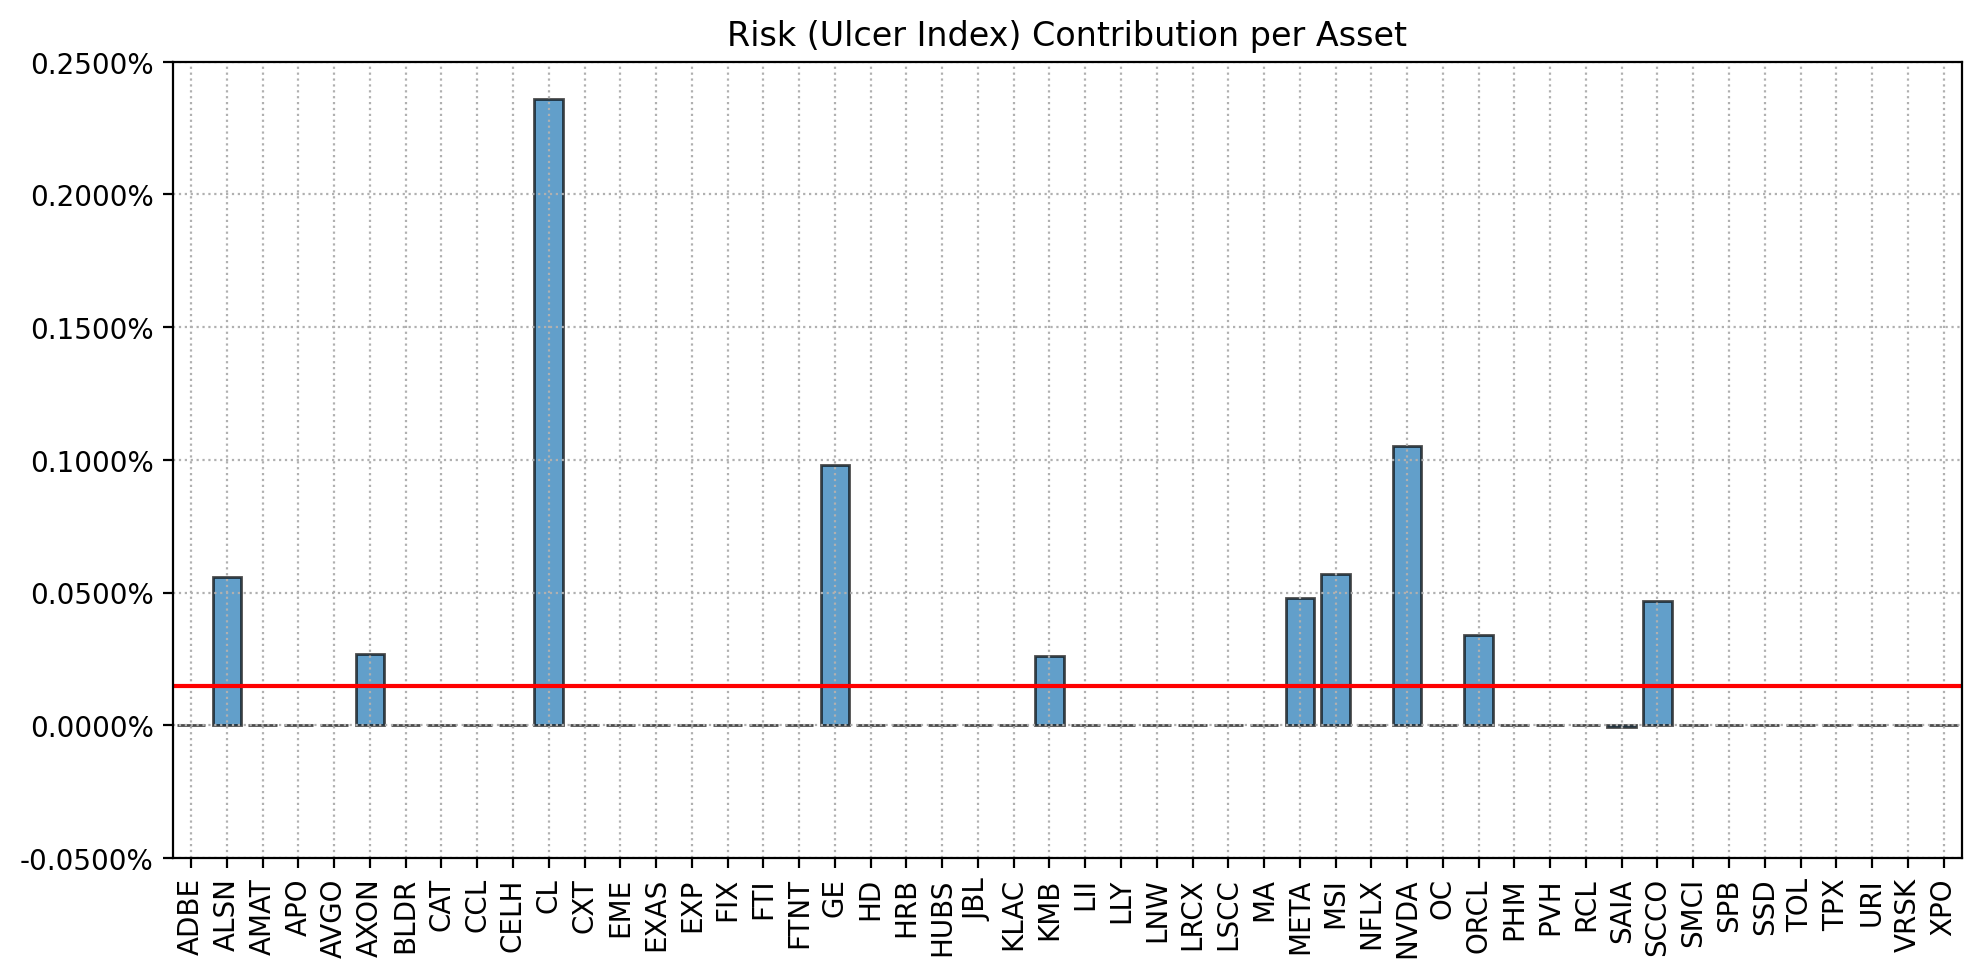 Risk (Ulcer Index) Contribution per Asset
0.2500%
0.2000%
0.1500%
0.1000%
0.0500%
0.0000%
-0.0500%
ADBE
ALSN
AMAT
APO
AVGO
AXON
BLDR
CAT
CCL
CELH
CL
CXT
EME
EXAS
EXP
FIX
FTI
FTNT
GE
HD
HRB
HUBS
JBL
KLAC
KMB
LII
LLY
LNW
LRCX
LSCC
MA
META
MSI
NFLX
NVDA
OC
ORCL
PHM
PVH
RCL
SAIA
SCCO
SMCI
SPB
SSD
TOL
TPX
URI
VRSK
XPO